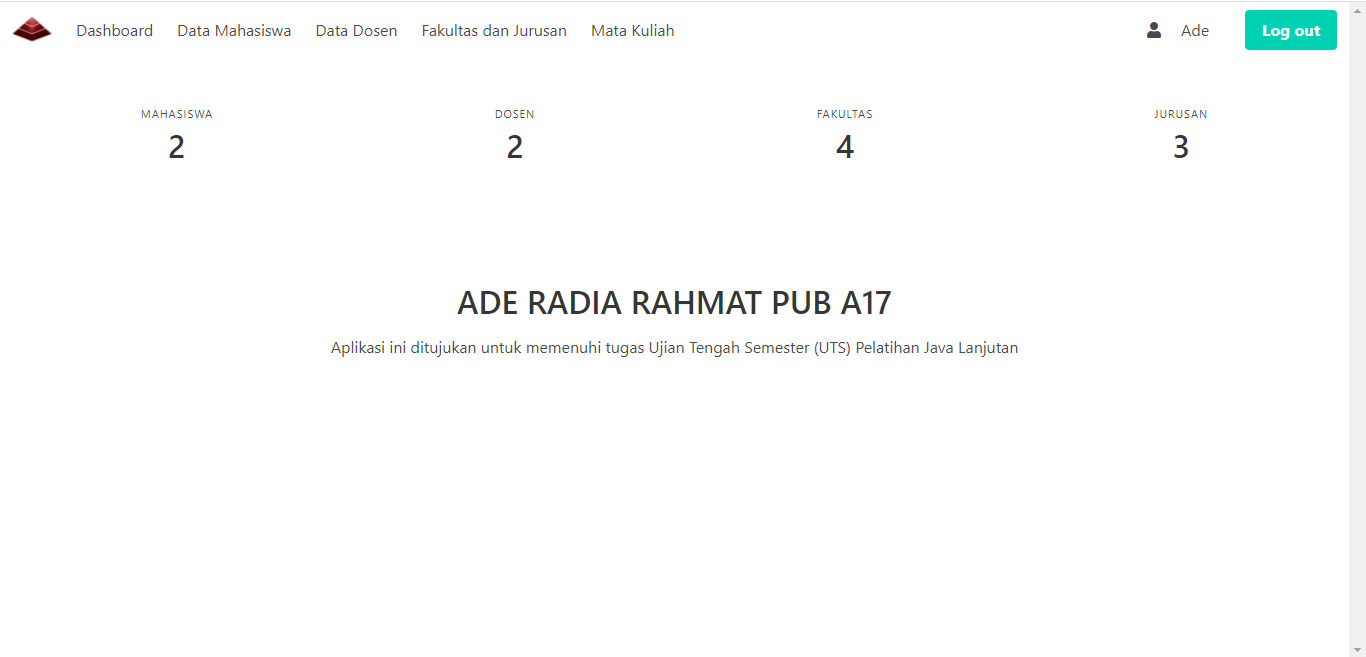 Dashboard Data Mahasiswa Data Dosen Fakultas dan Jurusan Mata Kuliah Ade Log out
MAHASISWA DOSEN FAKULTAS JURUSAN
2 2 4 3
ADE RADIA RAHMAT PUB A17
Aplikasi ini ditujukan untuk memenuhi tugas Ujian Tengah Semester (UTS) Pelatihan Java Lanjutan